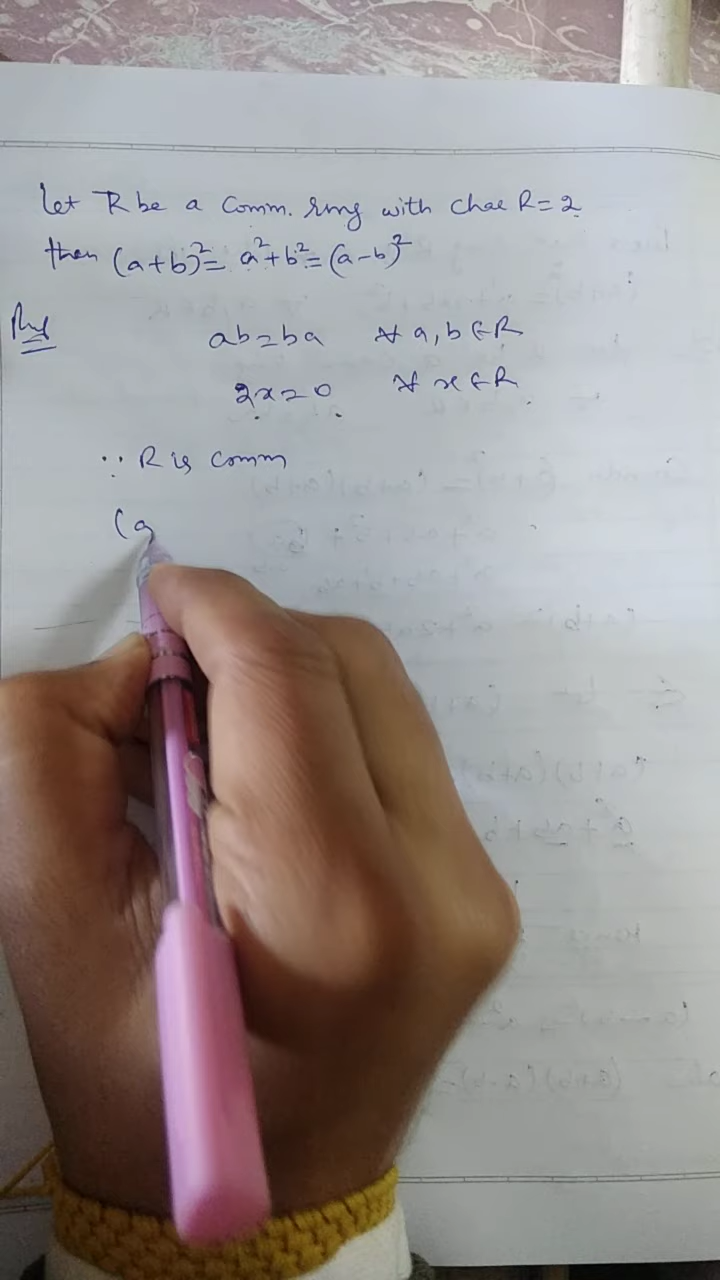 Let R be a Comm. ring with char R = 2
then (a+b)² = a²+b² = (a-b)²
Pf
ab = ba ∀ a, b ∈ R
2x = 0 ∀ x ∈ R
∵ R is comm
(a